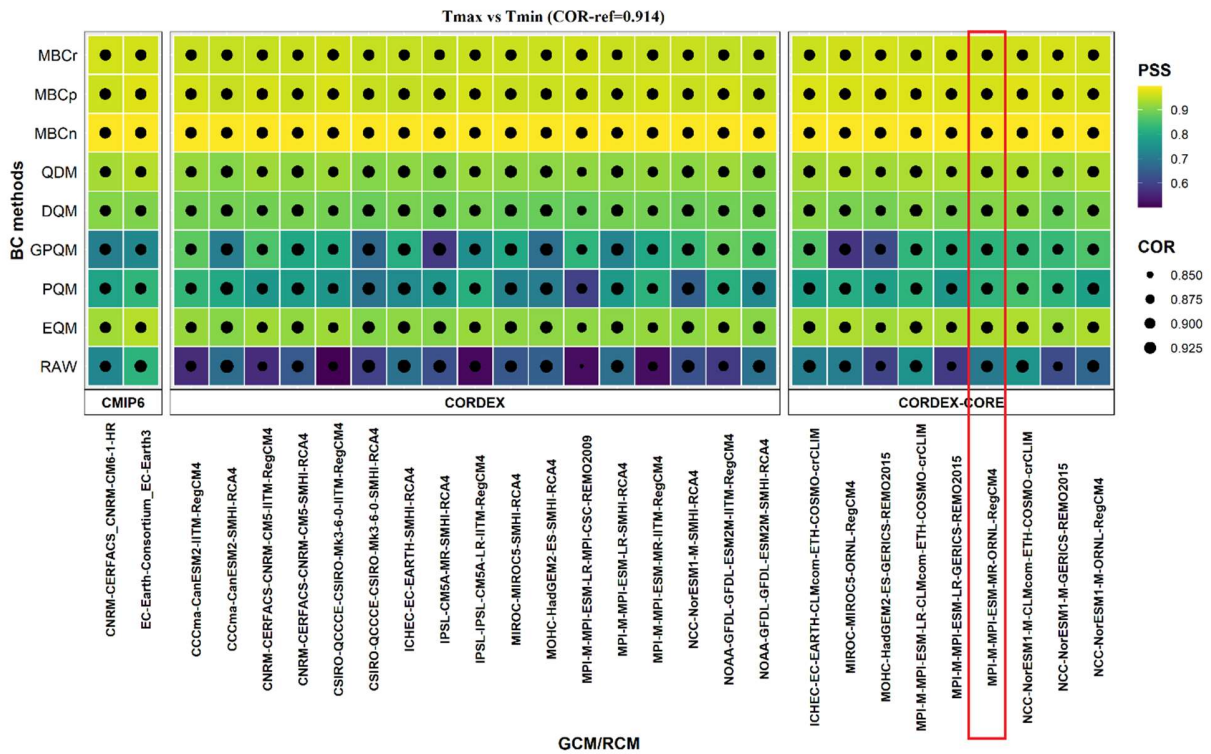 Tmax vs Tmin (COR-ref=0.914)
BC methods
MBCr
MBCp
MBCn
QDM
DQM
GPQM
PQM
EQM
RAW
CMIP6
CORDEX
CORDEX-CORE
CNRM-CERFACS_CNRM-CM6-1-HR
EC-Earth-Consortium_EC-Earth3
CCCma-CanESM2-IITM-RegCM4
CCCma-CanESM2-SMHI-RCA4
CNRM-CERFACS-CNRM-CM5-IITM-RegCM4
CNRM-CERFACS-CNRM-CM5-SMHI-RCA4
CSIRO-QCCCE-CSIRO-Mk3-6-0-IITM-RegCM4
CSIRO-QCCCE-CSIRO-Mk3-6-0-SMHI-RCA4
ICHEC-EC-EARTH-SMHI-RCA4
IPSL-CM5A-MR-SMHI-RCA4
IPSL-IPSL-CM5A-LR-IITM-RegCM4
MIROC-MIROC5-SMHI-RCA4
MOHC-HadGEM2-ES-SMHI-RCA4
MPI-M-MPI-ESM-LR-MPI-CSC-REMO2009
MPI-M-MPI-ESM-LR-SMHI-RCA4
MPI-M-MPI-ESM-MR-IITM-RegCM4
NCC-NorESM1-M-SMHI-RCA4
NOAA-GFDL-GFDL-ESM2M-IITM-RegCM4
NOAA-GFDL-GFDL-ESM2M-SMHI-RCA4
ICHEC-EC-EARTH-CLMcom-ETH-COSMO-crCLIM
MIROC-MIROC5-ORNL-RegCM4
MOHC-HadGEM2-ES-GERICS-REMO2015
MPI-M-MPI-ESM-LR-CLMcom-ETH-COSMO-crCLIM
MPI-M-MPI-ESM-LR-GERICS-REMO2015
MPI-M-MPI-ESM-MR-ORNL-RegCM4
NCC-NorESM1-M-CLMcom-ETH-COSMO-crCLIM
NCC-NorESM1-M-GERICS-REMO2015
NCC-NorESM1-M-ORNL-RegCM4
GCM/RCM
PSS
0.9
0.8
0.7
0.6
COR
0.850
0.875
0.900
0.925